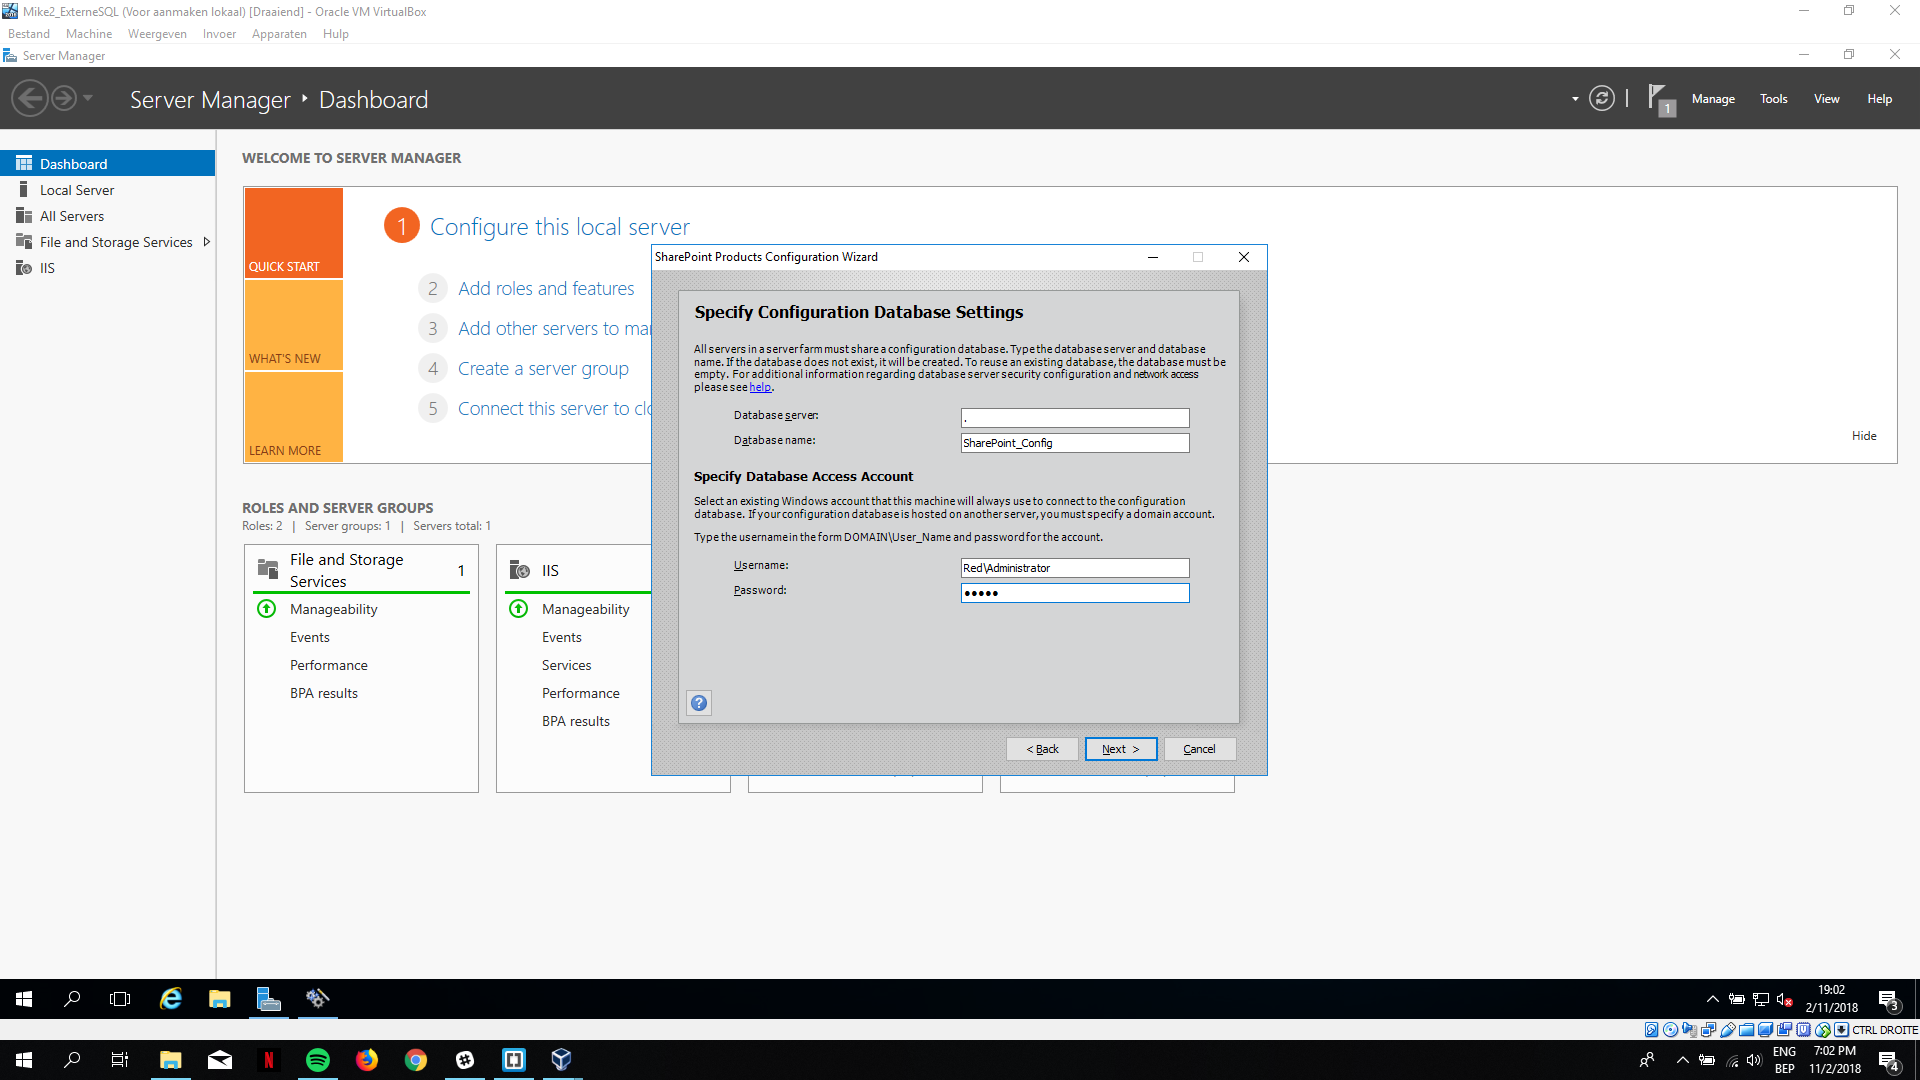 Mike2_ExterneSQL (Voor aanmaken lokaal) [Draaiend] - Oracle VM VirtualBox
Bestand Machine Weergeven Invoer Apparaten Hulp
Server Manager
Server Manager ‣ Dashboard
1
Manage Tools View Help
Dashboard
Local Server
All Servers
File and Storage Services
IIS
WELCOME TO SERVER MANAGER
QUICK START
WHAT'S NEW
LEARN MORE
1 Configure this local server
2 Add roles and features
3 Add other servers to ma
4 Create a server group
5 Connect this server to clo
Hide
ROLES AND SERVER GROUPS
Roles: 2 | Server groups: 1 | Servers total: 1
File and Storage Services 1
Manageability
Events
Performance
BPA results
IIS
Manageability
Events
Services
Performance
BPA results
SharePoint Products Configuration Wizard
Specify Configuration Database Settings
All servers in a server farm must share a configuration database. Type the database server and database
name. If the database does not exist, it will be created. To reuse an existing database, the database must be
empty. For additional information regarding database server security configuration and network access
please see help.
Database server: .
Database name: SharePoint_Config
Specify Database Access Account
Select an existing Windows account that this machine will always use to connect to the configuration
database. If your configuration database is hosted on another server, you must specify a domain account.
Type the username in the form DOMAIN\User_Name and password for the account.
Username: Red\Administrator
Password: •••••
?
< Back Next > Cancel
19:02
2/11/2018
3
CTRL DROITE
ENG
BEP
7:02 PM
11/2/2018
4